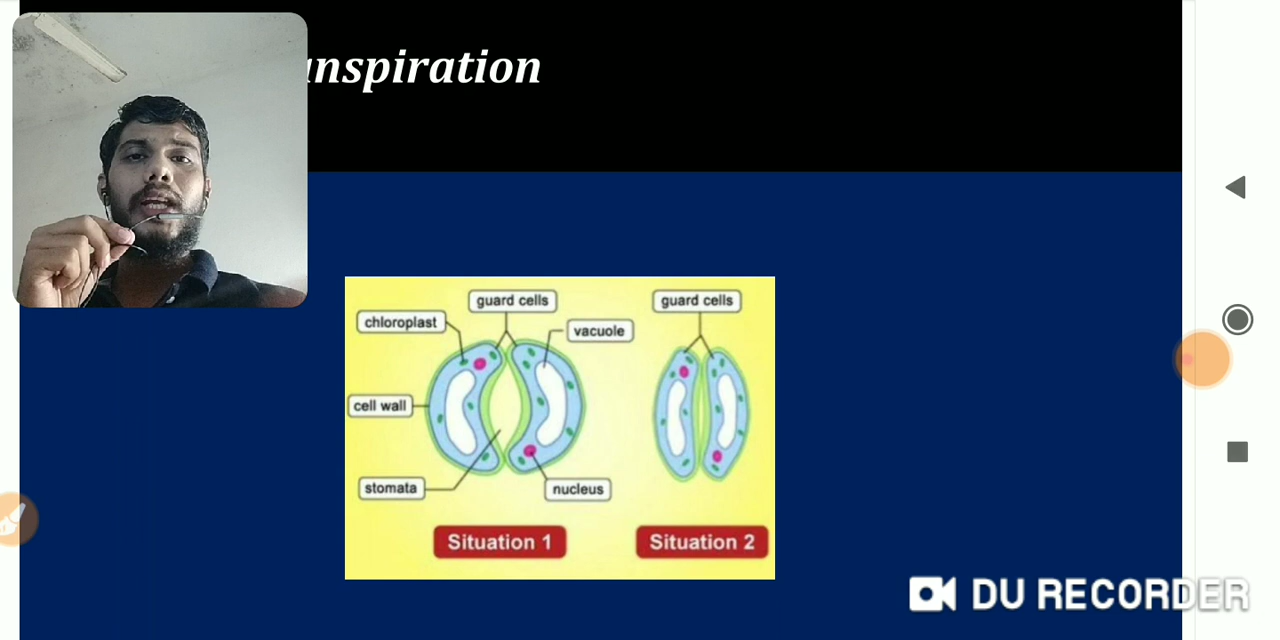 nspiration
guard cells
guard cells
chloroplast
vacuole
cell wall
stomata
nucleus
Situation 1
Situation 2
DU RECORDER